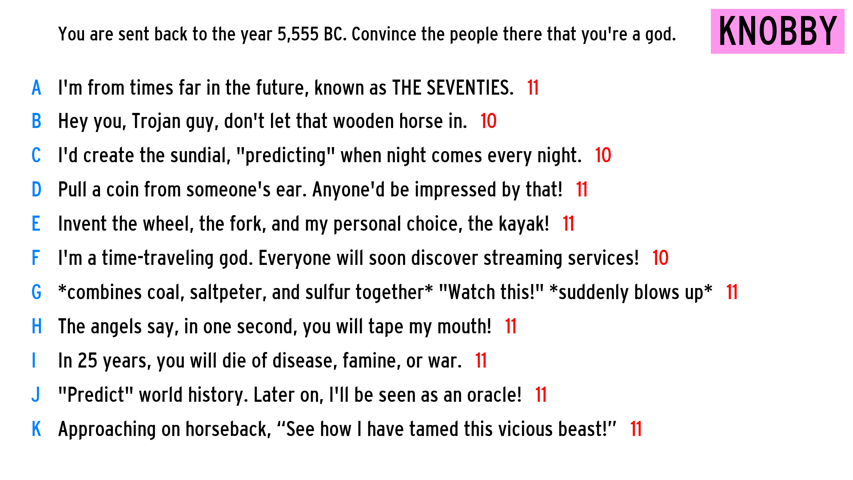 You are sent back to the year 5,555 BC. Convince the people there that you're a god.
KNOBBY
A I'm from times far in the future, known as THE SEVENTIES. 11
B Hey you, Trojan guy, don't let that wooden horse in. 10
C I'd create the sundial, "predicting" when night comes every night. 10
D Pull a coin from someone's ear. Anyone'd be impressed by that! 11
E Invent the wheel, the fork, and my personal choice, the kayak! 11
F I'm a time-traveling god. Everyone will soon discover streaming services! 10
G *combines coal, saltpeter, and sulfur together* "Watch this!" *suddenly blows up* 11
H The angels say, in one second, you will tape my mouth! 11
I In 25 years, you will die of disease, famine, or war. 11
J "Predict" world history. Later on, I'll be seen as an oracle! 11
K Approaching on horseback, “See how I have tamed this vicious beast!” 11